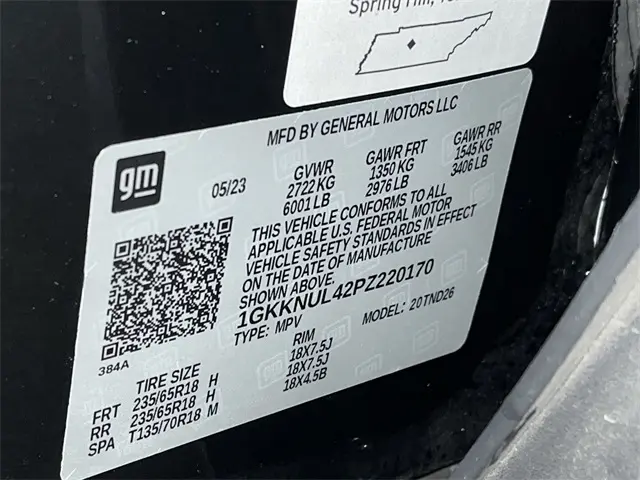 Spring Hill,
MFD BY GENERAL MOTORS LLC
gm
05/23
GVWR GAWR FRT GAWR RR
2722 KG 1350 KG 1545 KG
6001 LB 2976 LB 3406 LB
THIS VEHICLE CONFORMS TO ALL
APPLICABLE U.S. FEDERAL MOTOR
VEHICLE SAFETY STANDARDS IN EFFECT
ON THE DATE OF MANUFACTURE
SHOWN ABOVE.
1GKKNUL42PZ220170
TYPE: MPV MODEL: 20TND26
384A
TIRE SIZE RIM
FRT 235/65R18 H 18X7.5J
RR 235/65R18 H 18X7.5J
SPA T135/70R18 M 18X4.5B